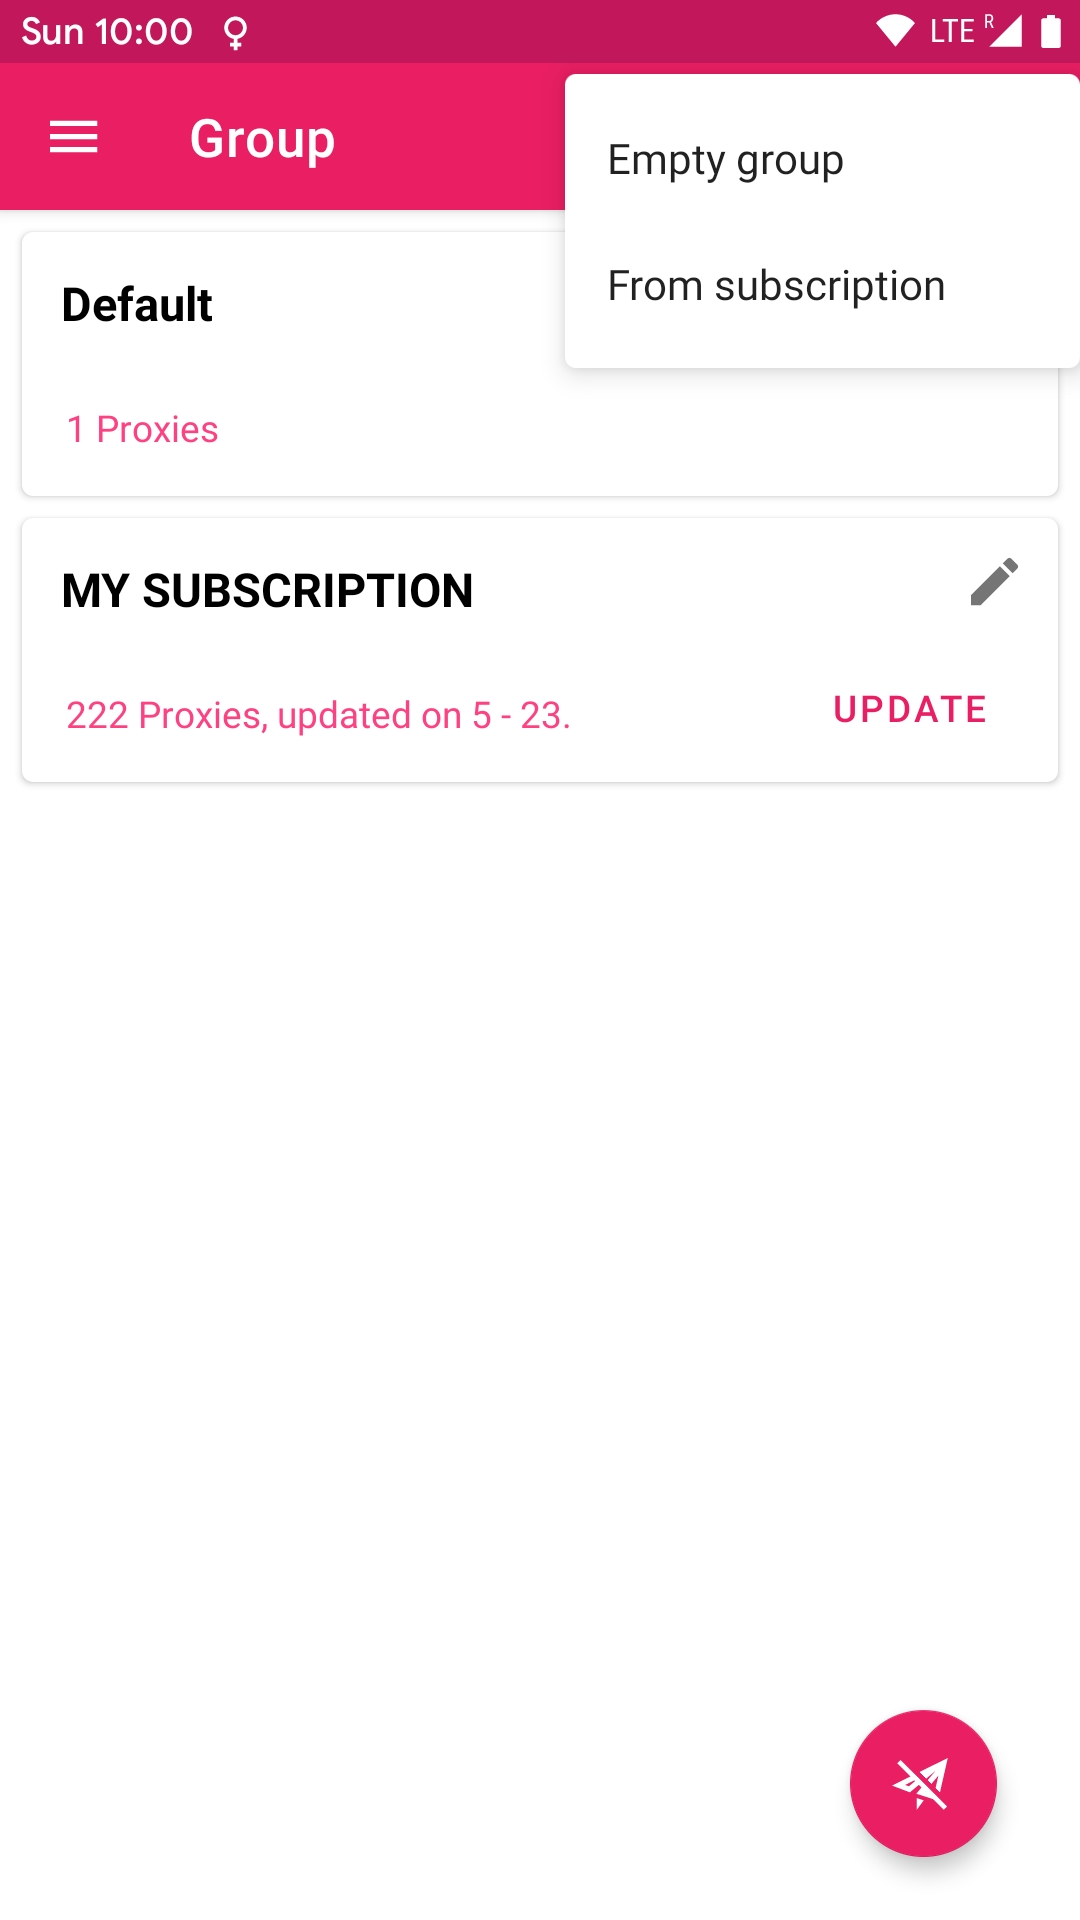 Sun 10:00
LTE R
Group
Empty group
From subscription
Default
1 Proxies
MY SUBSCRIPTION
222 Proxies, updated on 5 - 23.
UPDATE